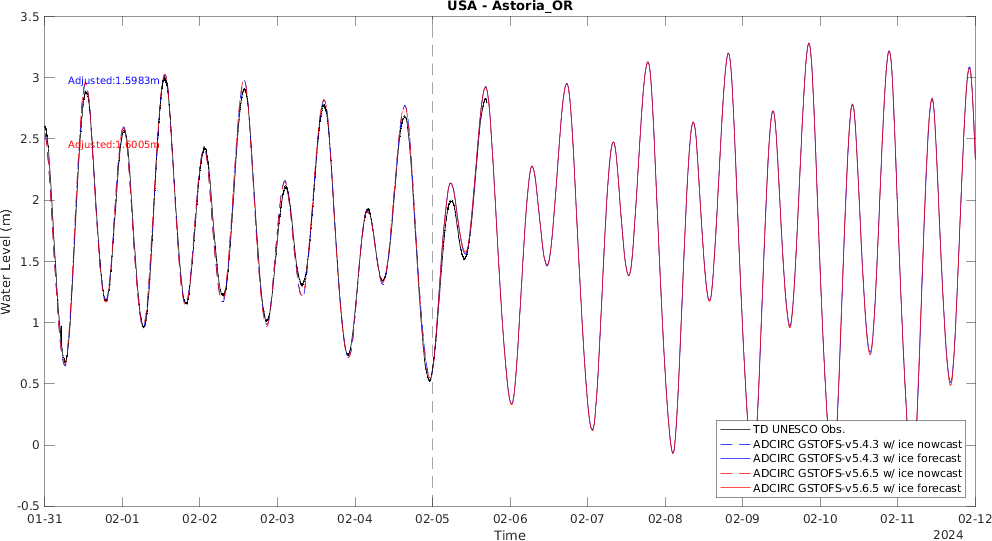 USA - Astoria_OR
3.5
3
2.5
2
1.5
1
0.5
0
-0.5
Water Level (m)
Adjusted:1.5983m
Adjusted:1.6005m
TD UNESCO Obs.
ADCIRC GSTOFS-v5.4.3 w/ ice nowcast
ADCIRC GSTOFS-v5.4.3 w/ ice forecast
ADCIRC GSTOFS-v5.6.5 w/ ice nowcast
ADCIRC GSTOFS-v5.6.5 w/ ice forecast
01-31 02-01 02-02 02-03 02-04 02-05 02-06 02-07 02-08 02-09 02-10 02-11 02-12
Time
2024